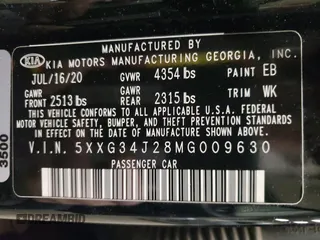 MANUFACTURED BY
KIA KIA MOTORS MANUFACTURING GEORGIA, INC.
JUL/16/20 GVWR 4354 lbs PAINT EB
GAWR FRONT 2513 lbs GAWR REAR 2315 lbs TRIM WK
THIS VEHICLE CONFORMS TO ALL APPLICABLE U.S. FEDERAL
MOTOR VEHICLE SAFETY, BUMPER, AND THEFT PREVENTION
STANDARDS IN EFFECT ON THE DATE OF MANUFACTURE SHOWN ABOVE.
V.I.N. 5XXG34J28MG009630
PASSENGER CAR
3500
DREAMBID